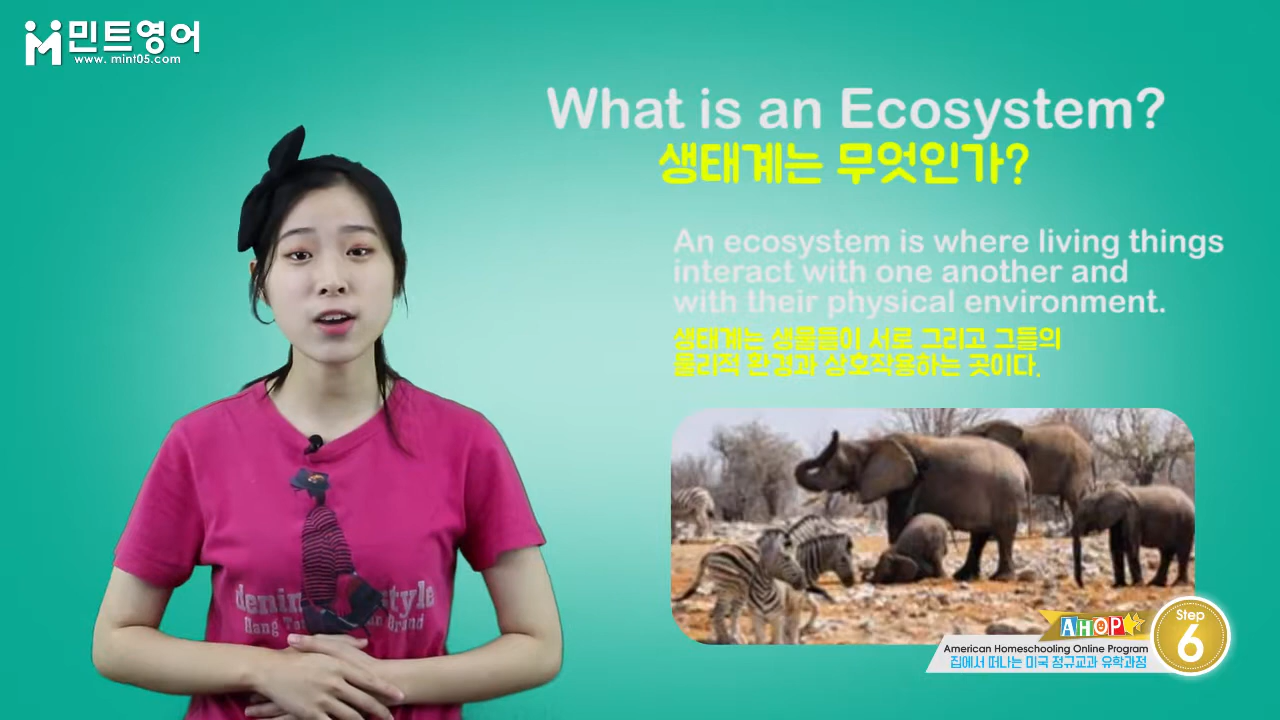 민트영어
www.mint05.com
What is an Ecosystem?
생태계는 무엇인가?
An ecosystem is where living things
interact with one another and
with their physical environment.
생태계는 생물들이 서로 그리고 그들의
물리적 환경과 상호작용하는 곳이다.
denim style
AHOP
Step
6
American Homeschooling Online Program
집에서 떠나는 미국 정규교과 유학과정